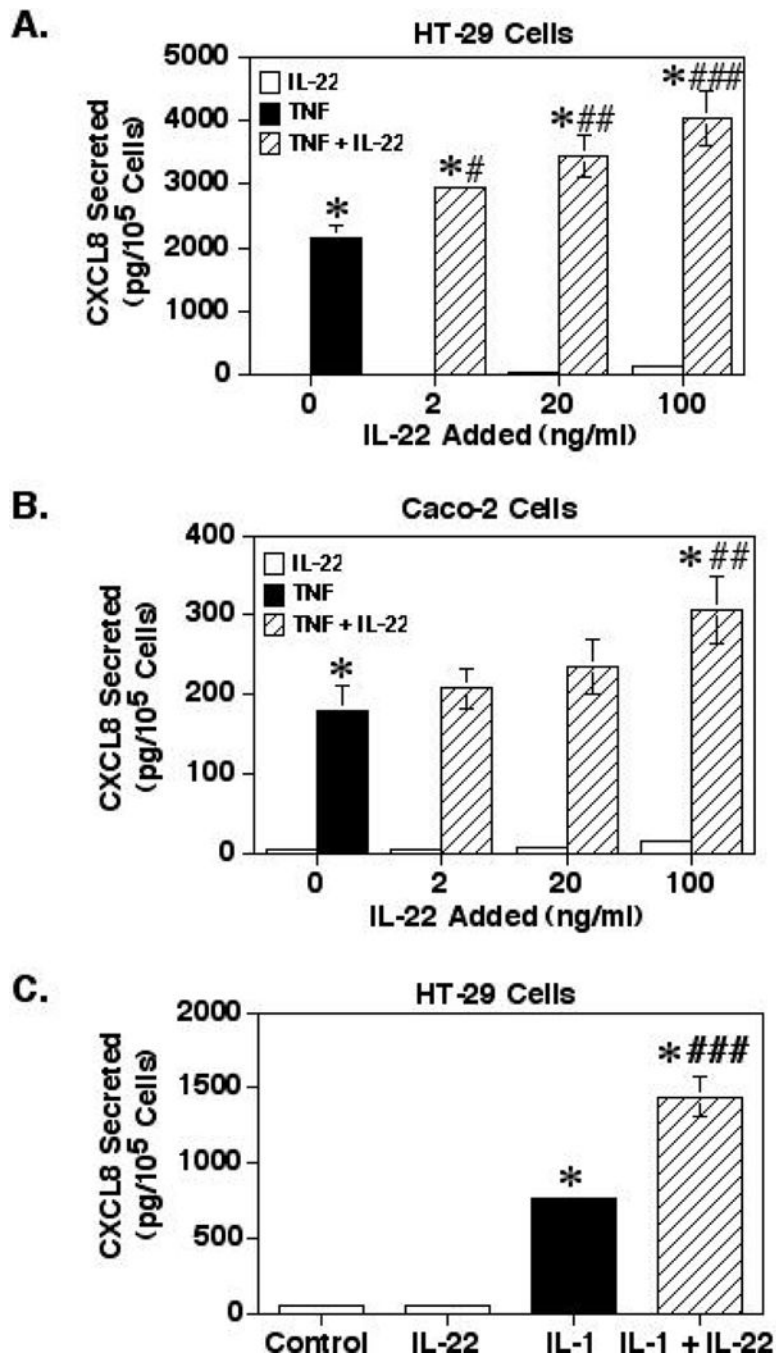 A.
HT-29 Cells
5000
4000
3000
2000
1000
0
CXCL8 Secreted
(pg/10⁵ Cells)
IL-22
TNF
TNF + IL-22
*
*#
*##
*###
0 2 20 100
IL-22 Added (ng/ml)
B.
Caco-2 Cells
400
300
200
100
0
CXCL8 Secreted
(pg/10⁵ Cells)
IL-22
TNF
TNF + IL-22
*
*##
0 2 20 100
IL-22 Added (ng/ml)
C.
HT-29 Cells
2000
1500
1000
500
0
CXCL8 Secreted
(pg/10⁵ Cells)
*
*###
Control IL-22 IL-1 IL-1 + IL-22